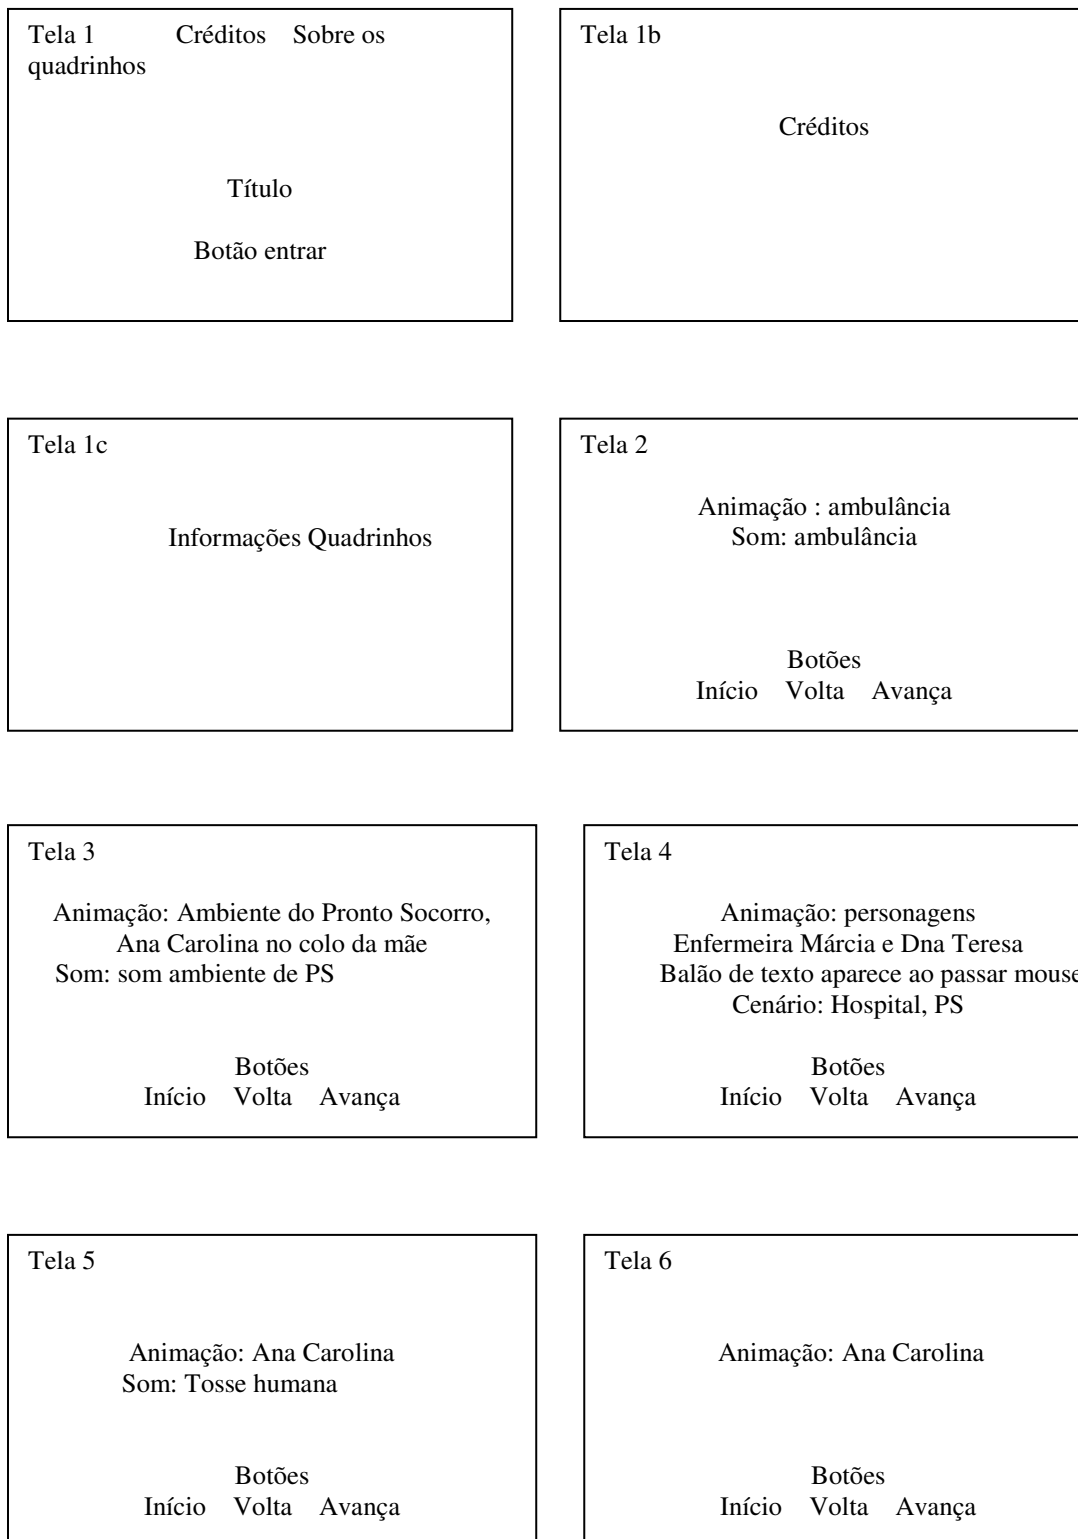 Tela 1 Créditos Sobre os
quadrinhos
Título
Botão entrar
Tela 1b
Créditos
Tela 1c
Informações Quadrinhos
Tela 2
Animação : ambulância
Som: ambulância
Botões
Início Volta Avança
Tela 3
Animação: Ambiente do Pronto Socorro,
Ana Carolina no colo da mãe
Som: som ambiente de PS
Botões
Início Volta Avança
Tela 4
Animação: personagens
Enfermeira Márcia e Dna Teresa
Balão de texto aparece ao passar mouse
Cenário: Hospital, PS
Botões
Início Volta Avança
Tela 5
Animação: Ana Carolina
Som: Tosse humana
Botões
Início Volta Avança
Tela 6
Animação: Ana Carolina
Botões
Início Volta Avança